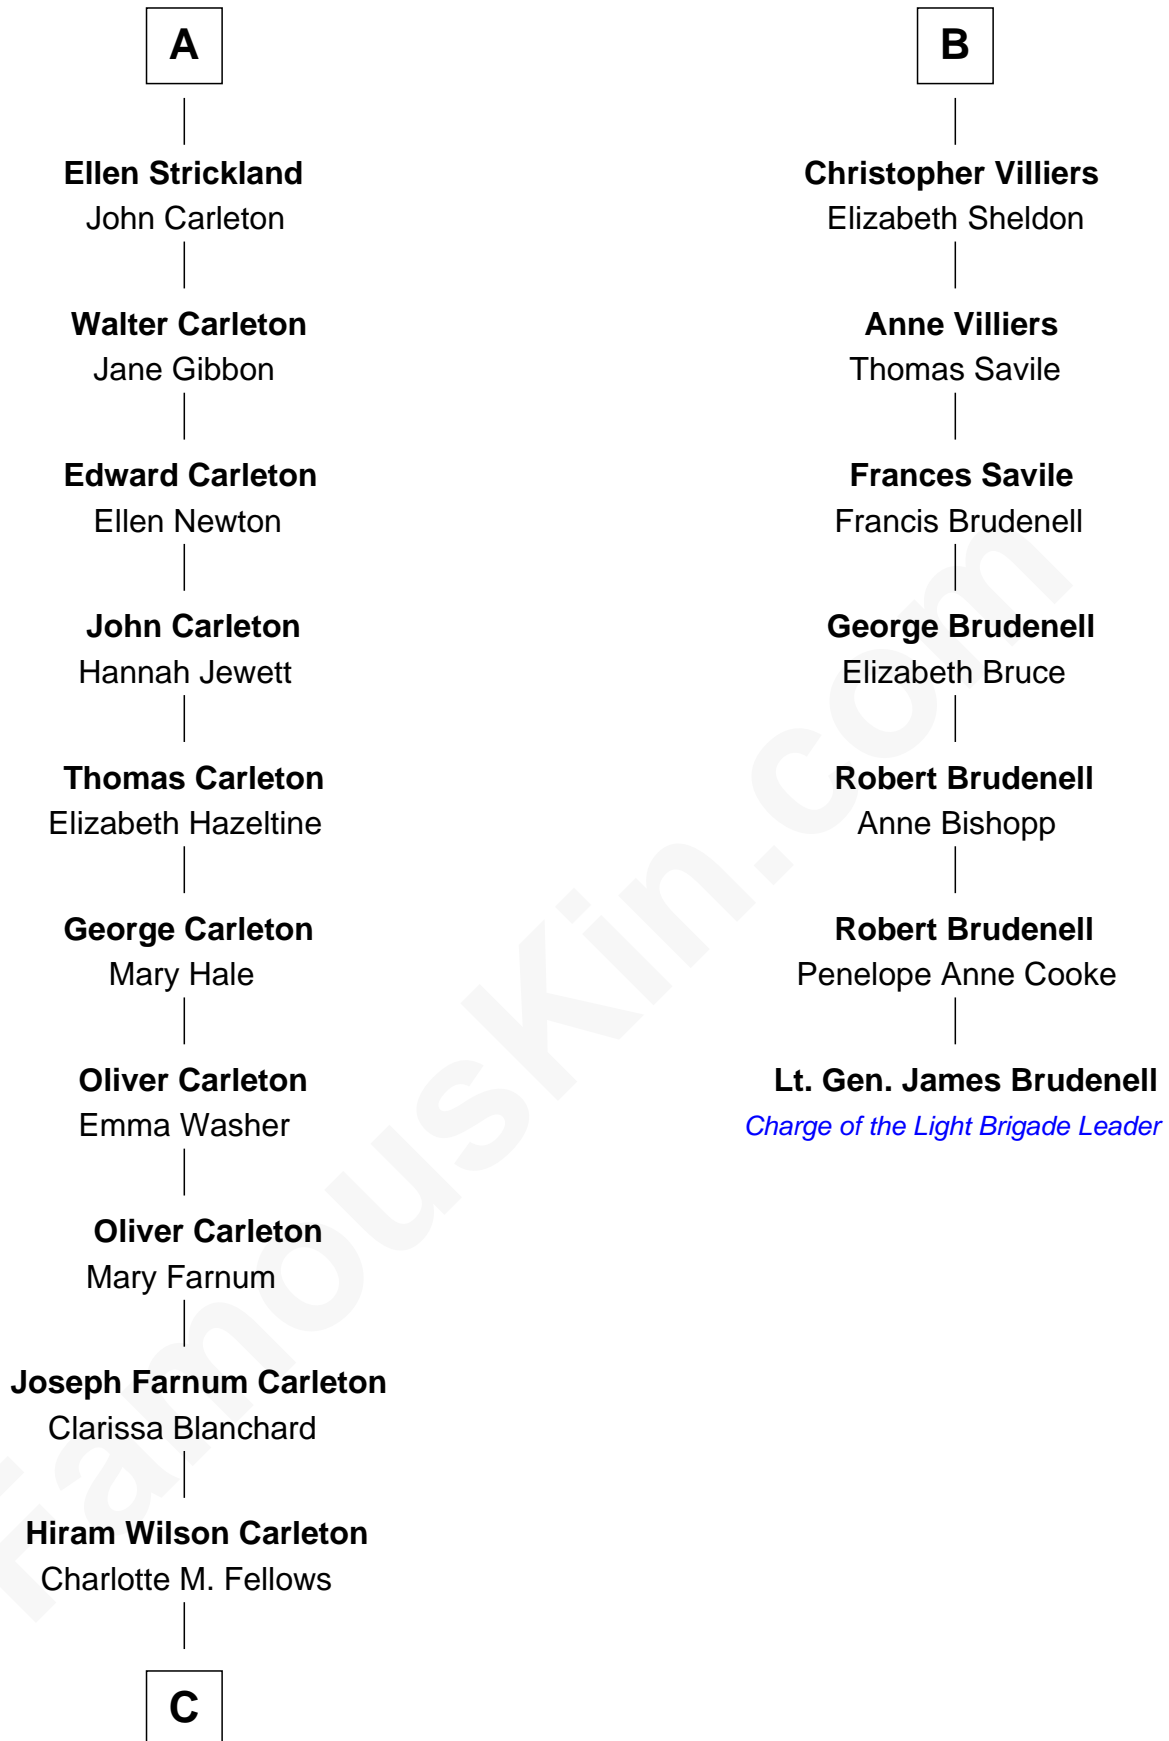 A
Ellen Strickland
John Carleton
Walter Carleton
Jane Gibbon
Edward Carleton
Ellen Newton
John Carleton
Hannah Jewett
Thomas Carleton
Elizabeth Hazeltine
George Carleton
Mary Hale
Oliver Carleton
Emma Washer
Oliver Carleton
Mary Farnum
Joseph Farnum Carleton
Clarissa Blanchard
Hiram Wilson Carleton
Charlotte M. Fellows
C
B
Christopher Villiers
Elizabeth Sheldon
Anne Villiers
Thomas Savile
Frances Savile
Francis Brudenell
George Brudenell
Elizabeth Bruce
Robert Brudenell
Anne Bishopp
Robert Brudenell
Penelope Anne Cooke
Lt. Gen. James Brudenell
Charge of the Light Brigade Leader
FamousKin.com